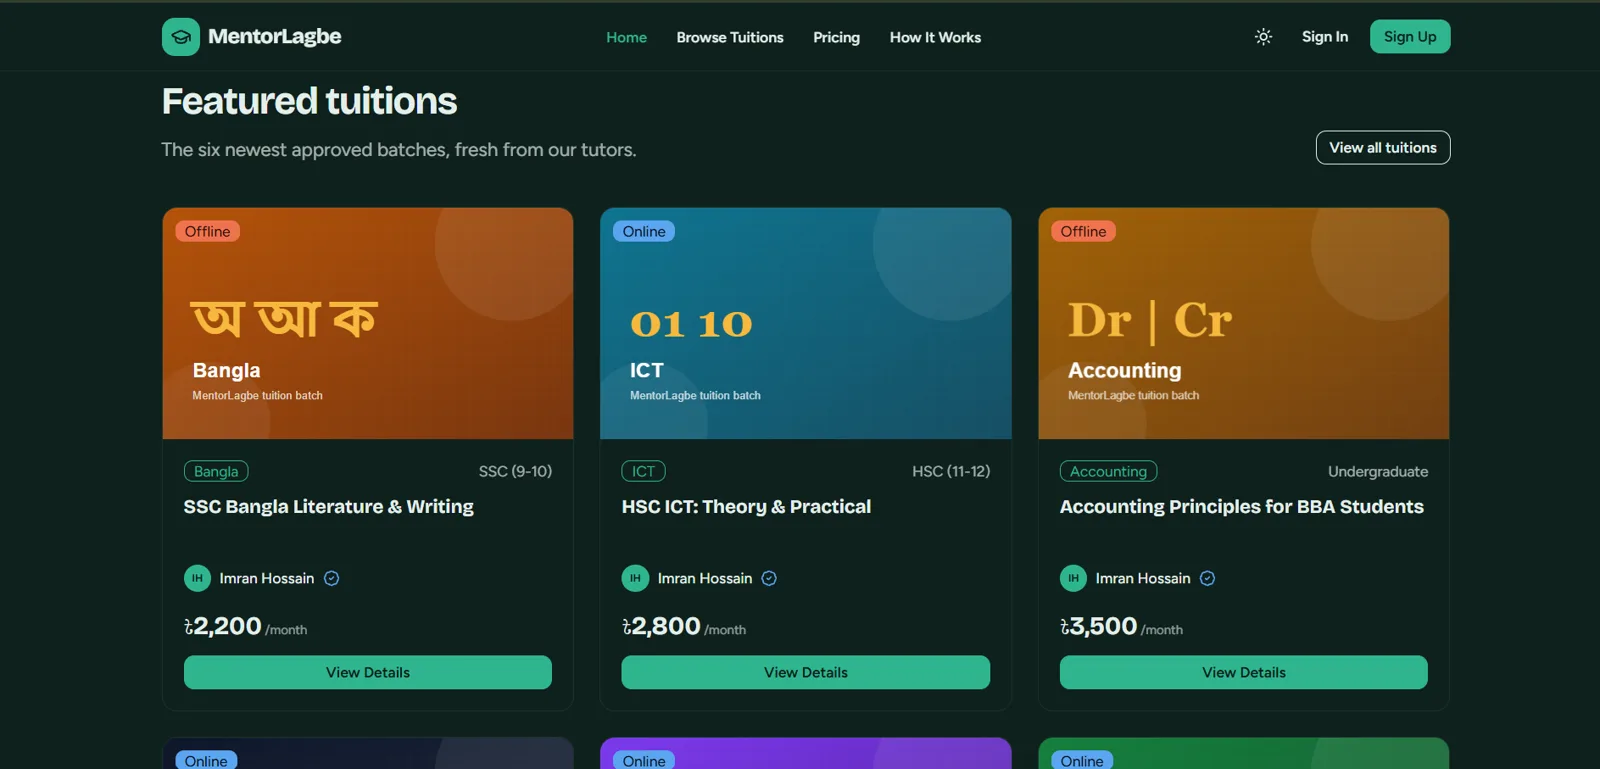 MentorLagbe
Home
Browse Tuitions
Pricing
How It Works
Sign In
Sign Up
Featured tuitions
The six newest approved batches, fresh from our tutors.
View all tuitions
Offline
অ আ ক
Bangla
MentorLagbe tuition batch
Bangla
SSC (9-10)
SSC Bangla Literature & Writing
IH
Imran Hossain
৳2,200 /month
View Details
Online
01 10
ICT
MentorLagbe tuition batch
ICT
HSC (11-12)
HSC ICT: Theory & Practical
IH
Imran Hossain
৳2,800 /month
View Details
Offline
Dr | Cr
Accounting
MentorLagbe tuition batch
Accounting
Undergraduate
Accounting Principles for BBA Students
IH
Imran Hossain
৳3,500 /month
View Details
Online
Online
Online